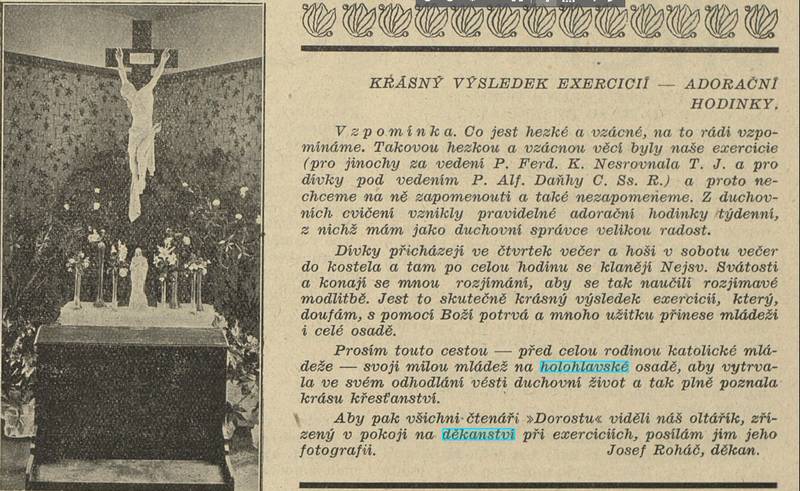 KRÁSNÝ VÝSLEDEK EXERCICIÍ — ADORAČNÍ
HODINKY.
Vzpomínka. Co jest hezké a vzácné, na to rádi vzpo-
mínáme. Takovou hezkou a vzácnou věcí byly naše exercicie
(pro jinochy za vedení P. Ferd. K. Nesrovnala T. J. a pro
dívky pod vedením P. Alf. Daňhy C. Ss. R.) a proto ne-
chceme na ně zapomenouti a také nezapomeneme. Z duchov-
ních cvičení vznikly pravidelné adorační hodinky týdenní,
z nichž mám jako duchovní správce velikou radost.
Dívky přicházejí ve čtvrtek večer a hoši v sobotu večer
do kostela a tam po celou hodinu se klanějí Nejsv. Svátosti
a konají se mnou rozjímání, aby se tak naučili rozjímavé
modlitbě. Jest to skutečně krásný výsledek exercicií, který,
doufám, s pomocí Boží potrvá a mnoho užitku přinese mládeži
i celé osadě.
Prosím touto cestou — před celou rodinou katolické mlá-
deže — svoji milou mládež na holohlavské osadě, aby vytrva-
la ve svém odhodlání vésti duchovní život a tak plně poznala
krásu křesťanství.
Aby pak všichni čtenáři »Dorostu« viděli náš oltářík, zří-
zený v pokoji na děkanství při exerciciích, posílám jim jeho
fotografii. Josef Roháč, děkan.